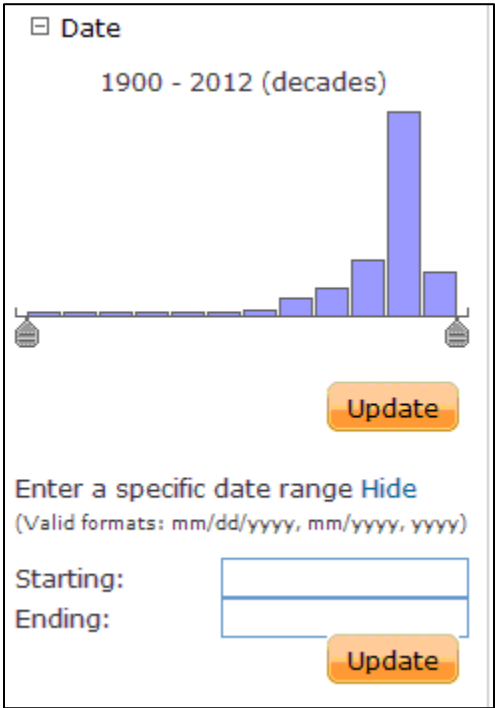 Date
1900 - 2012 (decades)
Update
Enter a specific date range Hide
(Valid formats: mm/dd/yyyy, mm/yyyy, yyyy)
Starting:
Ending:
Update